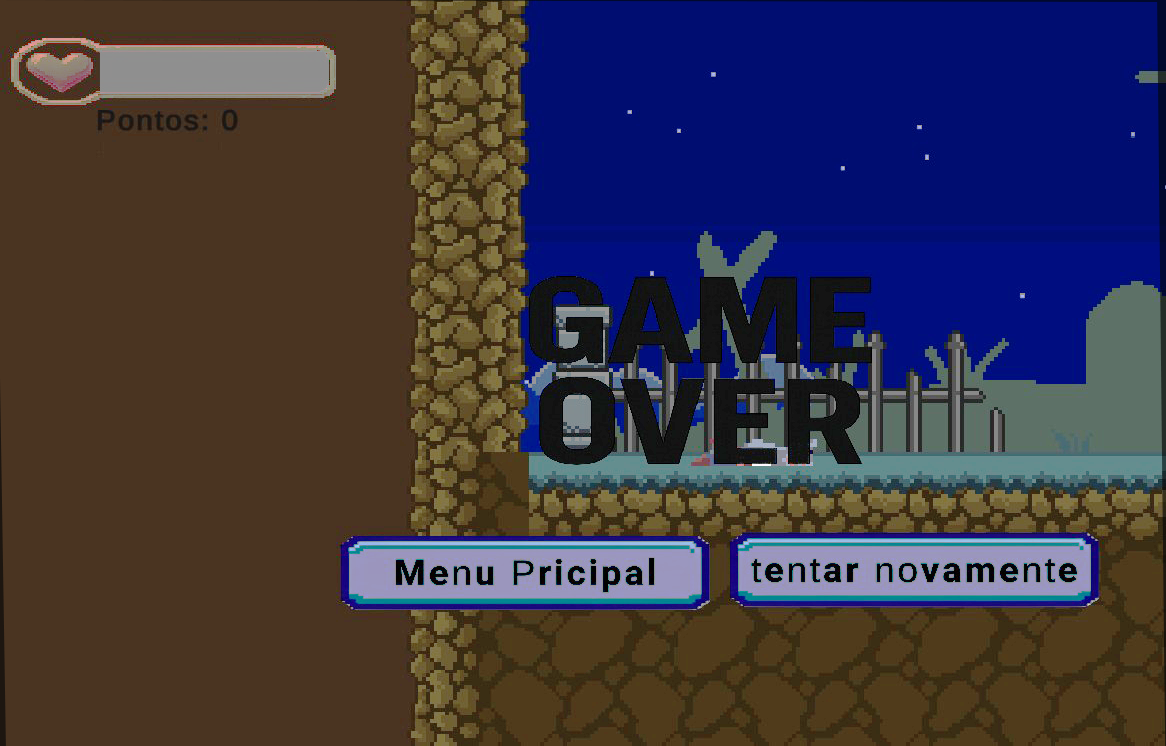 Pontos: 0
GAME
OVER
Menu Pricipal
tentar novamente